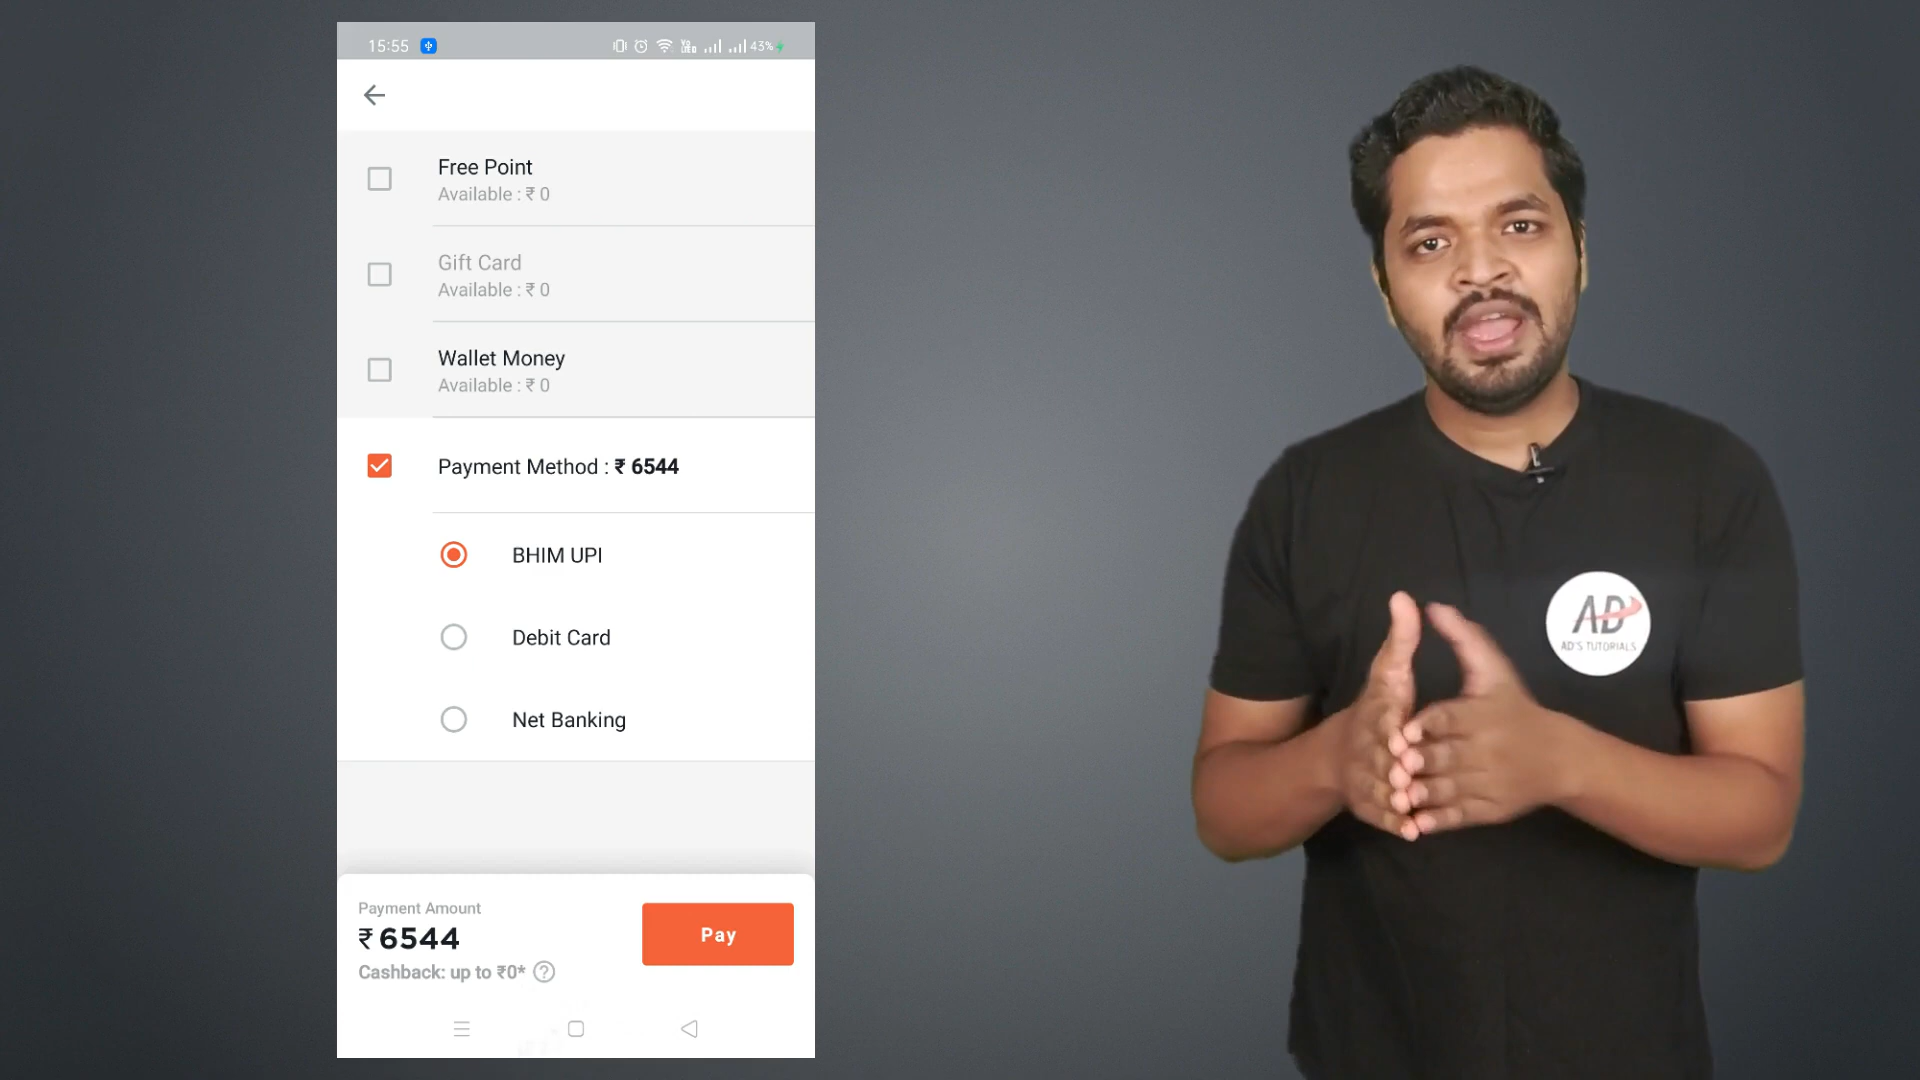 15:55
43%
Free Point
Available : ₹ 0
Gift Card
Available : ₹ 0
Wallet Money
Available : ₹ 0
Payment Method : ₹ 6544
BHIM UPI
Debit Card
Net Banking
Payment Amount
₹ 6544
Cashback: up to ₹0*
Pay
AD
AD'S TUTORIALS